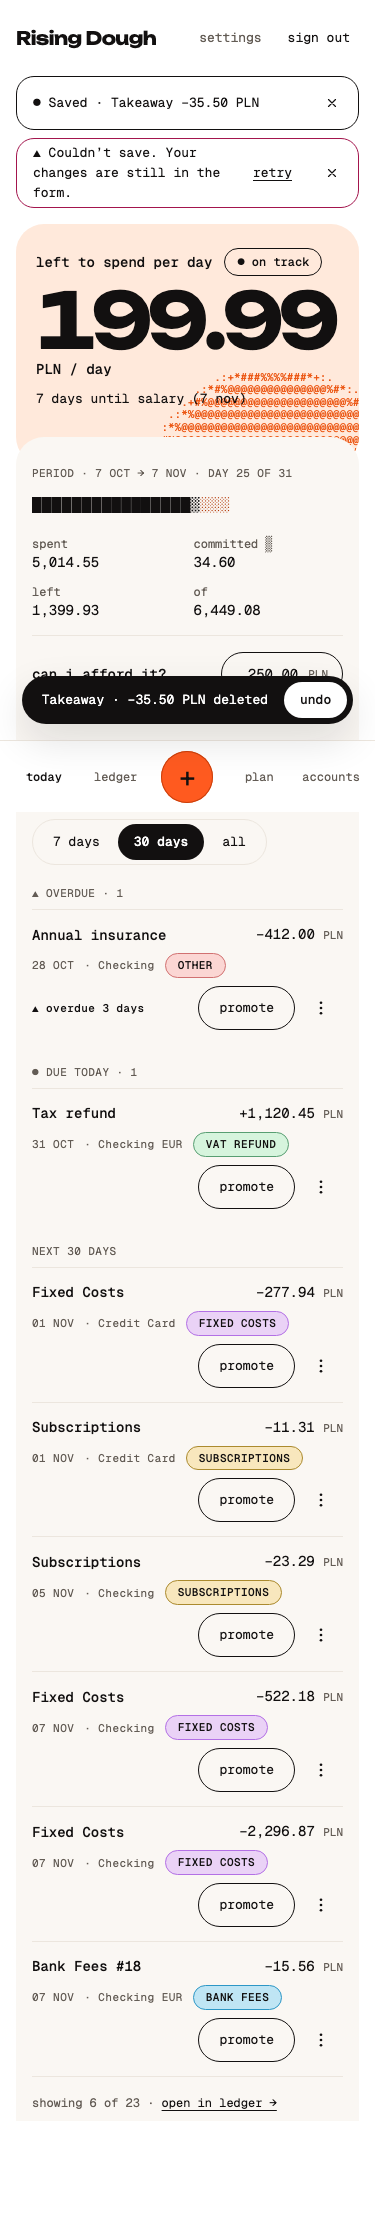 Rising Dough settings sign out
● Saved · Takeaway −35.50 PLN ×
▲ Couldn't save. Your
changes are still in the
form.
retry ×
left to spend per day ● on track
199.99
PLN / day
7 days until salary (7 nov)
PERIOD · 7 OCT → 7 NOV · DAY 25 OF 31
spent committed ▒
5,014.55 34.60
left of
1,399.93 6,449.08
can i afford it? 250.00 PLN
Takeaway · −35.50 PLN deleted undo
today ledger + plan accounts
7 days 30 days all
▲ OVERDUE · 1
Annual insurance −412.00 PLN
28 OCT · Checking OTHER
▲ overdue 3 days promote ⋮
● DUE TODAY · 1
Tax refund +1,120.45 PLN
31 OCT · Checking EUR VAT REFUND
promote ⋮
NEXT 30 DAYS
Fixed Costs −277.94 PLN
01 NOV · Credit Card FIXED COSTS
promote ⋮
Subscriptions −11.31 PLN
01 NOV · Credit Card SUBSCRIPTIONS
promote ⋮
Subscriptions −23.29 PLN
05 NOV · Checking SUBSCRIPTIONS
promote ⋮
Fixed Costs −522.18 PLN
07 NOV · Checking FIXED COSTS
promote ⋮
Fixed Costs −2,296.87 PLN
07 NOV · Checking FIXED COSTS
promote ⋮
Bank Fees #18 −15.56 PLN
07 NOV · Checking EUR BANK FEES
promote ⋮
showing 6 of 23 · open in ledger →